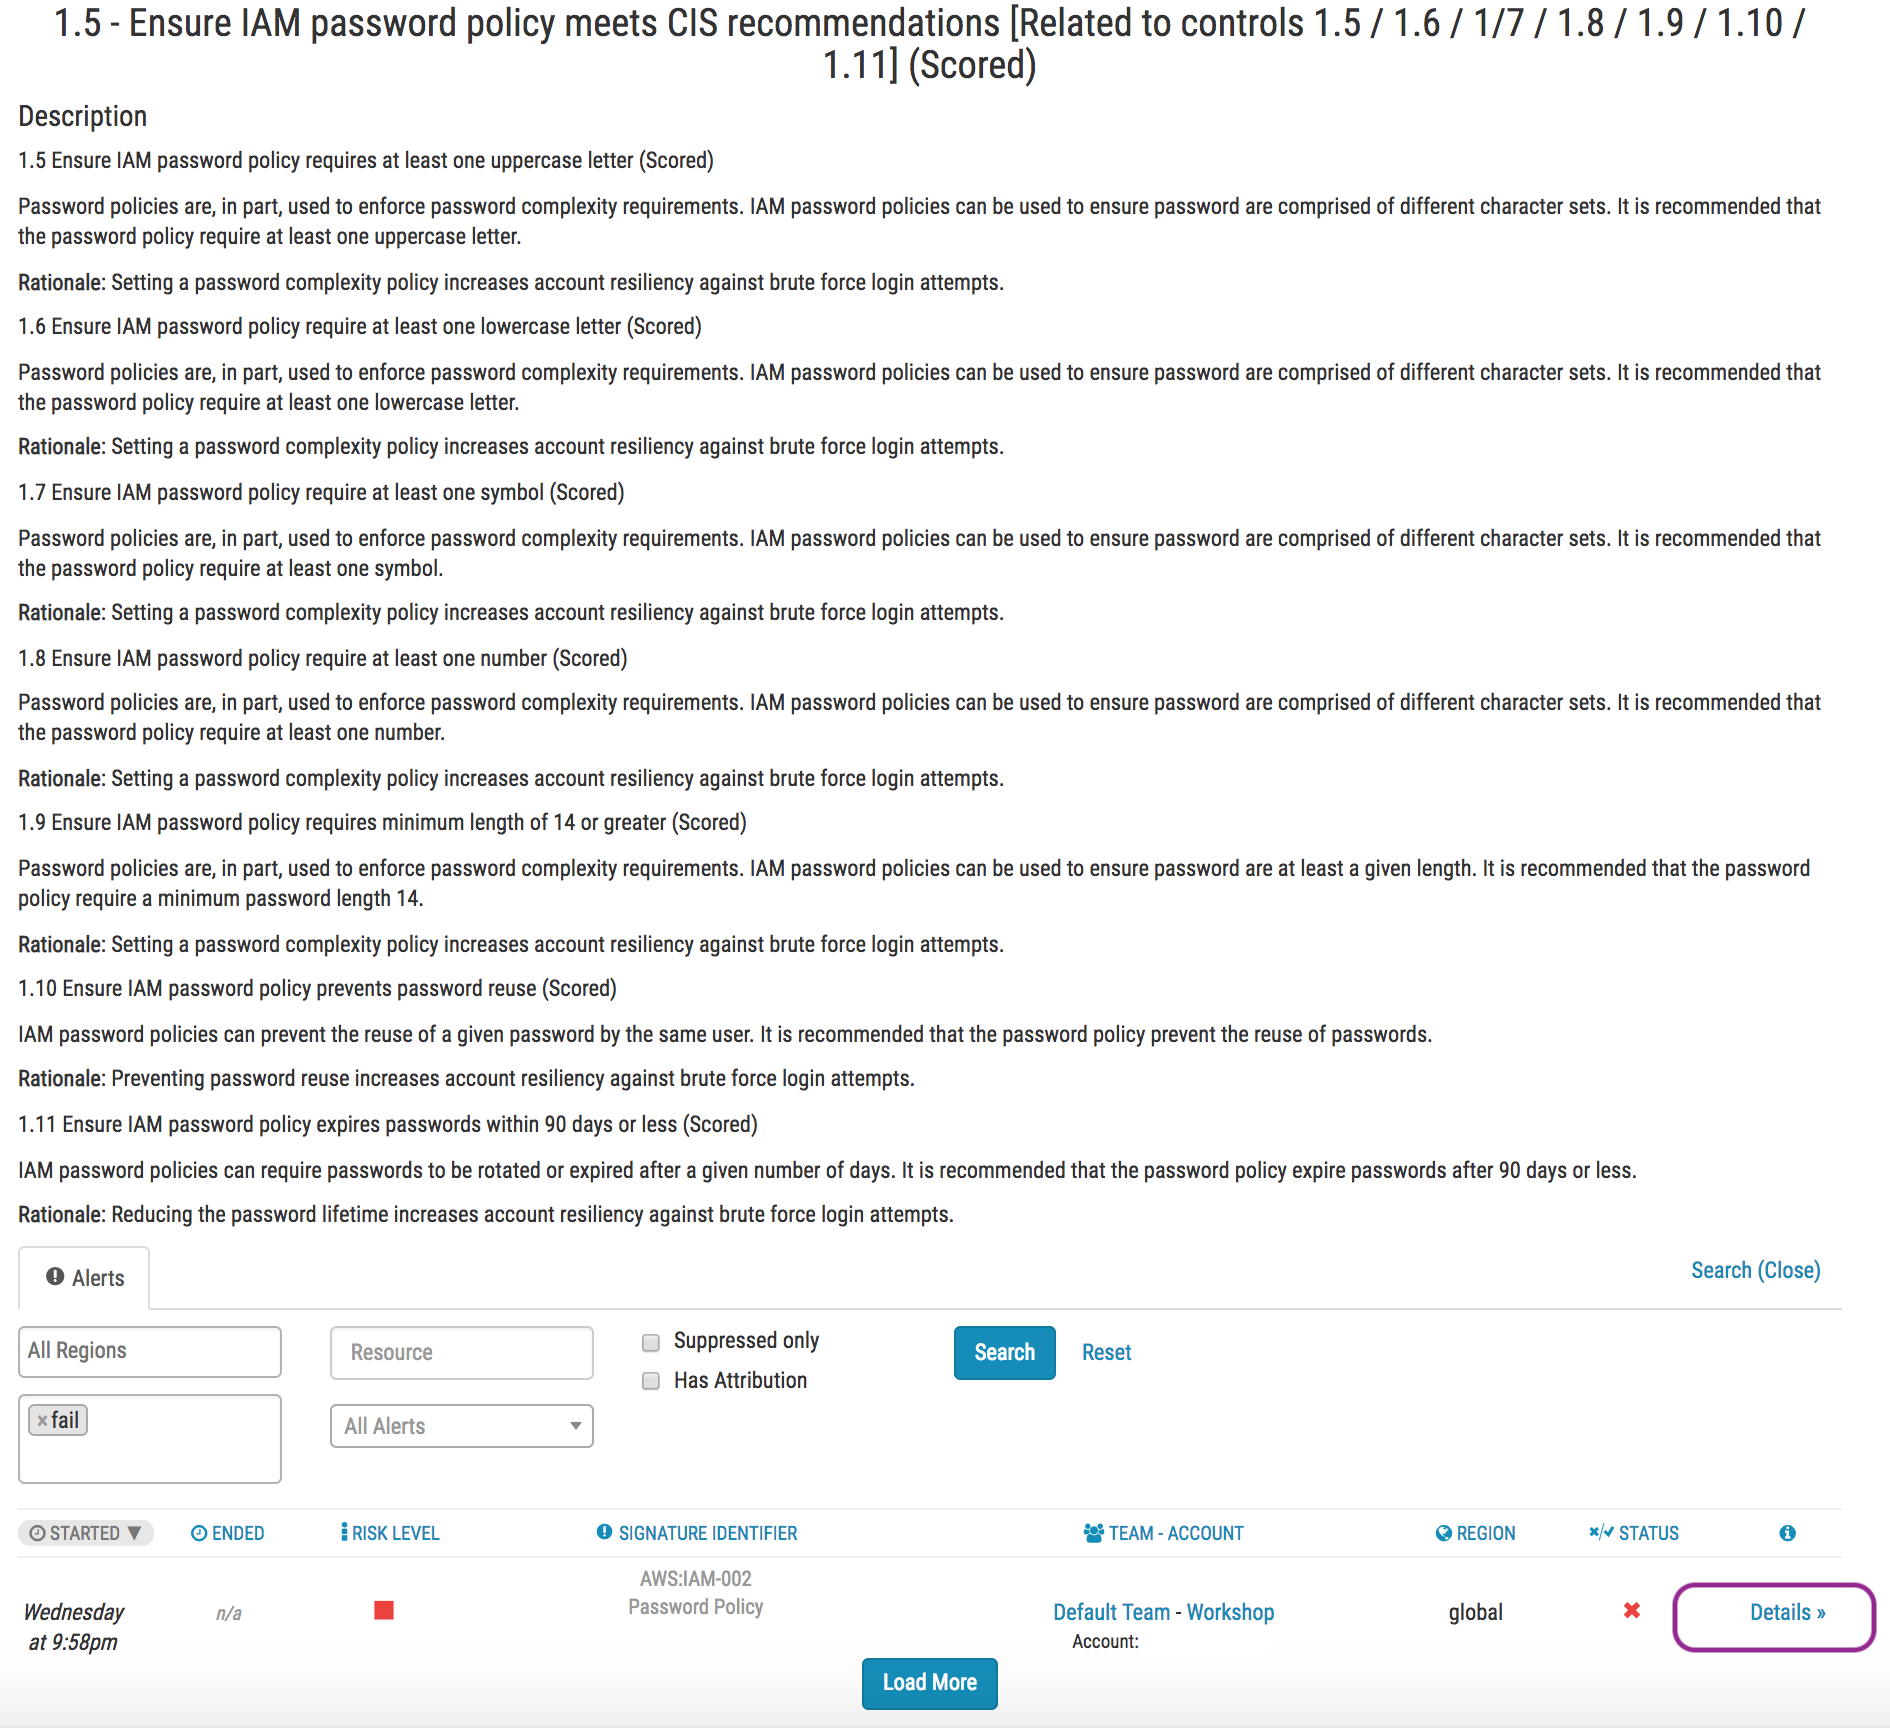 1.5 - Ensure IAM password policy meets CIS recommendations [Related to controls 1.5 / 1.6 / 1/7 / 1.8 / 1.9 / 1.10 /
1.11] (Scored)
Description
1.5 Ensure IAM password policy requires at least one uppercase letter (Scored)
Password policies are, in part, used to enforce password complexity requirements. IAM password policies can be used to ensure password are comprised of different character sets. It is recommended that
the password policy require at least one uppercase letter.
Rationale: Setting a password complexity policy increases account resiliency against brute force login attempts.
1.6 Ensure IAM password policy require at least one lowercase letter (Scored)
Password policies are, in part, used to enforce password complexity requirements. IAM password policies can be used to ensure password are comprised of different character sets. It is recommended that
the password policy require at least one lowercase letter.
Rationale: Setting a password complexity policy increases account resiliency against brute force login attempts.
1.7 Ensure IAM password policy require at least one symbol (Scored)
Password policies are, in part, used to enforce password complexity requirements. IAM password policies can be used to ensure password are comprised of different character sets. It is recommended that
the password policy require at least one symbol.
Rationale: Setting a password complexity policy increases account resiliency against brute force login attempts.
1.8 Ensure IAM password policy require at least one number (Scored)
Password policies are, in part, used to enforce password complexity requirements. IAM password policies can be used to ensure password are comprised of different character sets. It is recommended that
the password policy require at least one number.
Rationale: Setting a password complexity policy increases account resiliency against brute force login attempts.
1.9 Ensure IAM password policy requires minimum length of 14 or greater (Scored)
Password policies are, in part, used to enforce password complexity requirements. IAM password policies can be used to ensure password are at least a given length. It is recommended that the password
policy require a minimum password length 14.
Rationale: Setting a password complexity policy increases account resiliency against brute force login attempts.
1.10 Ensure IAM password policy prevents password reuse (Scored)
IAM password policies can prevent the reuse of a given password by the same user. It is recommended that the password policy prevent the reuse of passwords.
Rationale: Preventing password reuse increases account resiliency against brute force login attempts.
1.11 Ensure IAM password policy expires passwords within 90 days or less (Scored)
IAM password policies can require passwords to be rotated or expired after a given number of days. It is recommended that the password policy expire passwords after 90 days or less.
Rationale: Reducing the password lifetime increases account resiliency against brute force login attempts.
Alerts
Search (Close)
All Regions
Resource
Suppressed only
Search
Reset
Has Attribution
× fail
All Alerts
STARTED ▼ ENDED RISK LEVEL SIGNATURE IDENTIFIER TEAM - ACCOUNT REGION STATUS
AWS:IAM-002
Password Policy
Wednesday
at 9:58pm
n/a
Default Team - Workshop
Account:
global
Details »
Load More